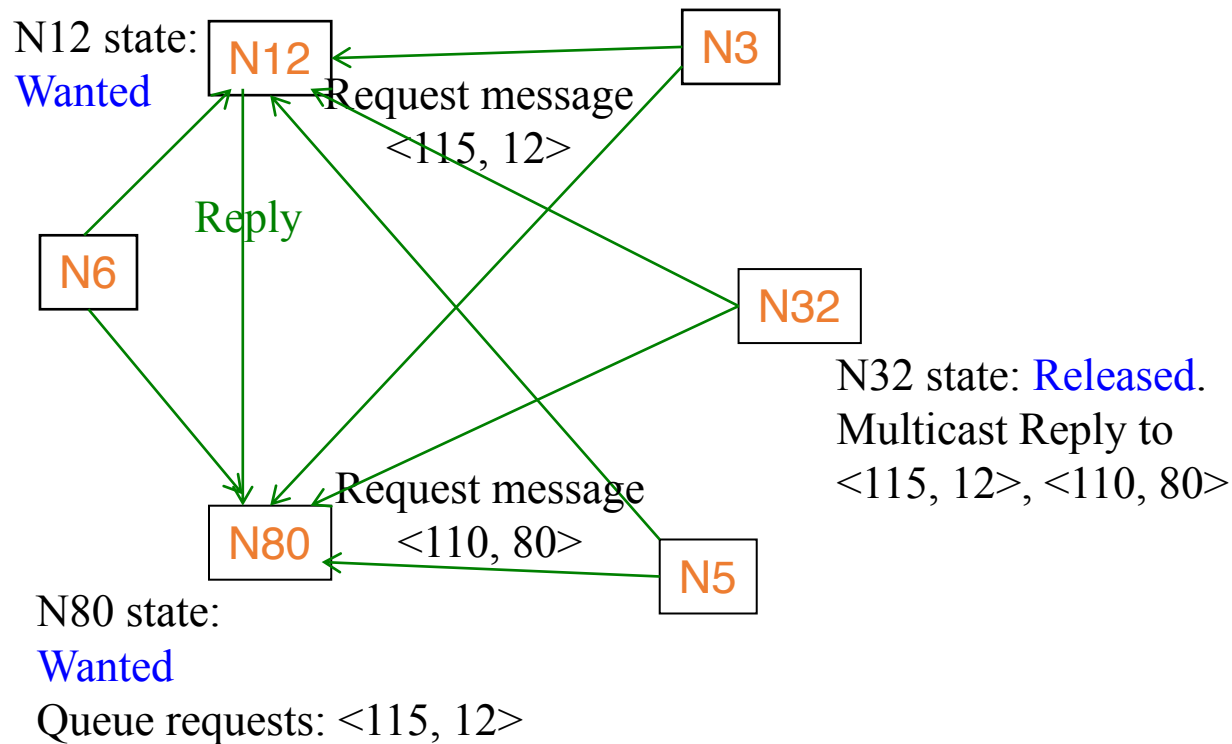 N12 state:
Wanted
N12
N3
Request message
<115, 12>
Reply
N6
N32
N32 state: Released.
Multicast Reply to
<115, 12>, <110, 80>
Request message
<110, 80>
N80
N5
N80 state:
Wanted
Queue requests: <115, 12>